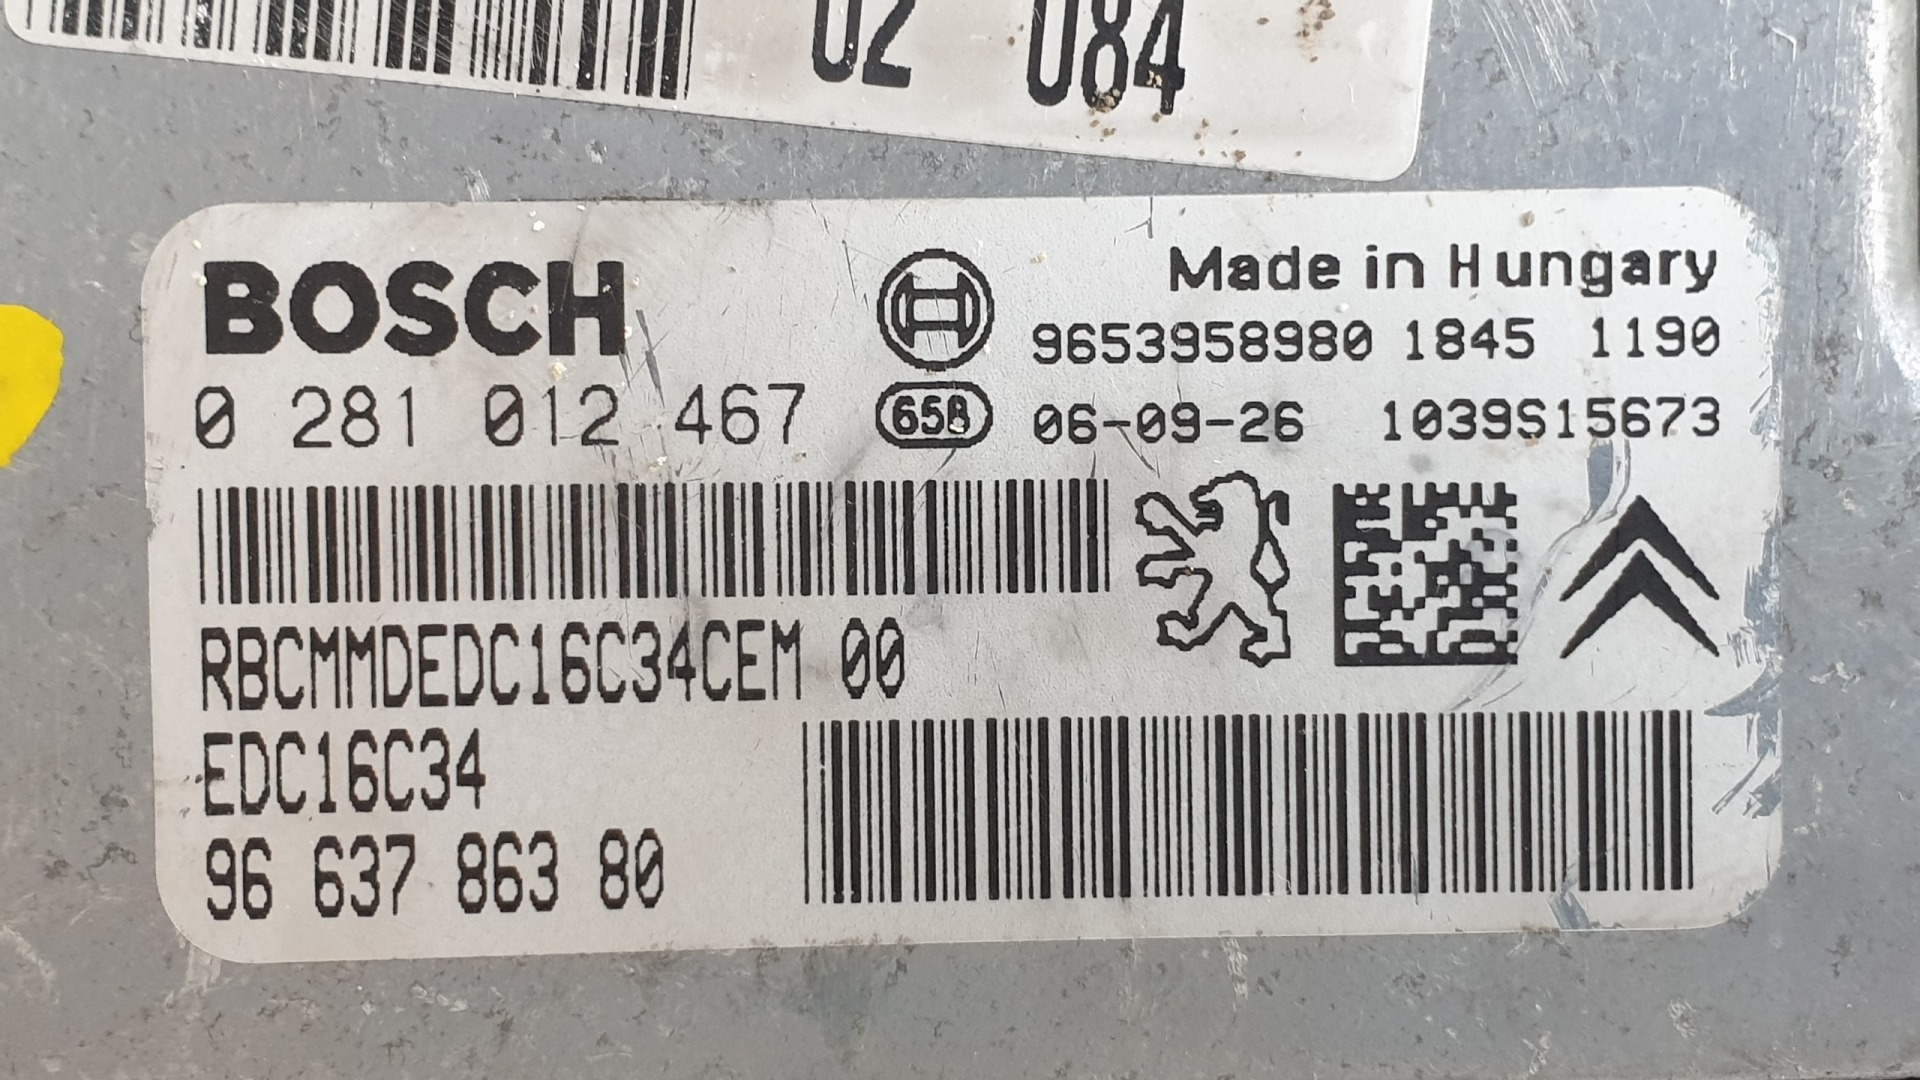 02 084
BOSCH
Made in Hungary
9653958980 1845 1190
0 281 012 467
658
06-09-26 1039S15673
RBCMMDEDC16C34CEM 00
EDC16C34
96 637 863 80